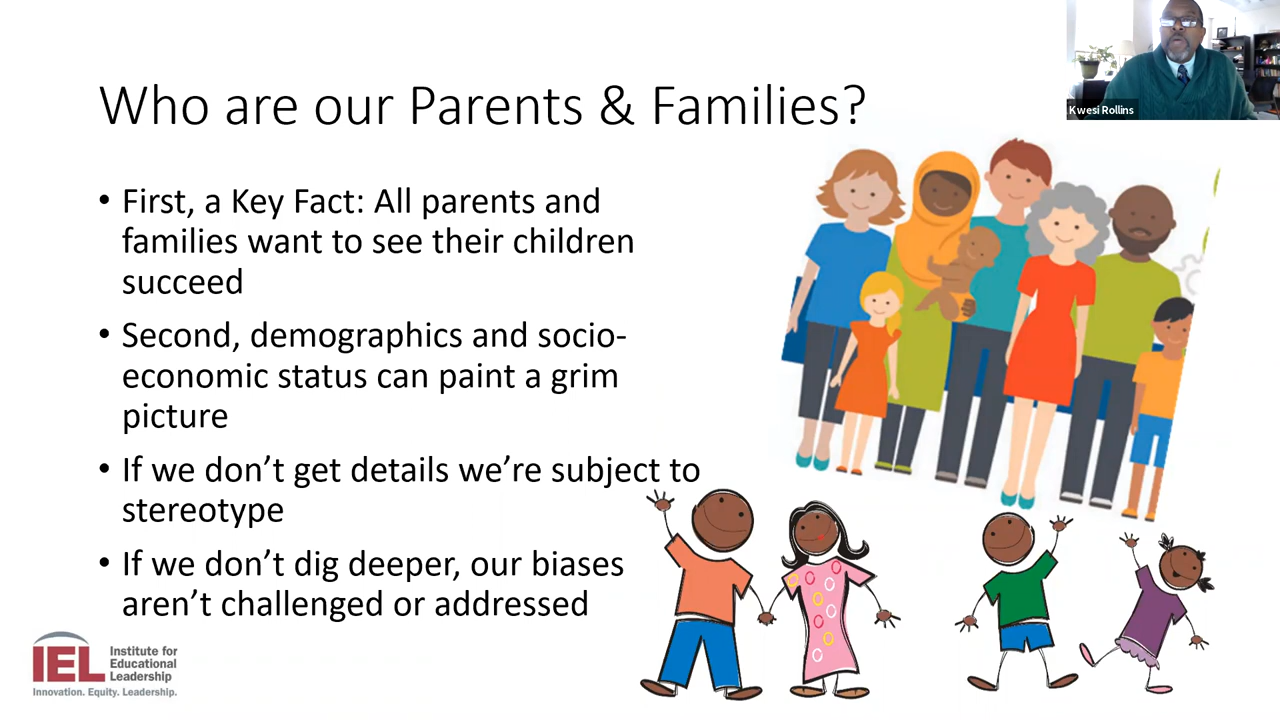 Kwesi Rollins
Who are our Parents & Families?
• First, a Key Fact: All parents and
families want to see their children
succeed
• Second, demographics and socio-
economic status can paint a grim
picture
• If we don’t get details we’re subject to
stereotype
• If we don’t dig deeper, our biases
aren’t challenged or addressed
IEL
Institute for
Educational
Leadership
Innovation. Equity. Leadership.